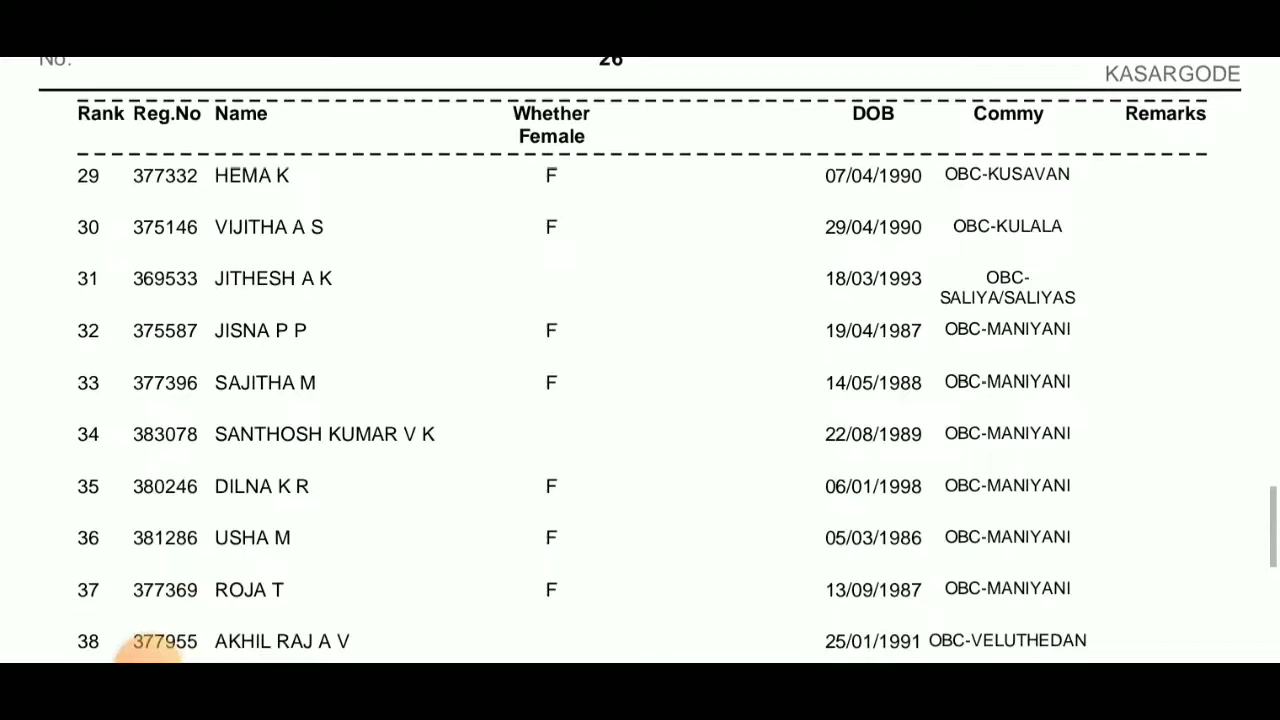 No. 26
KASARGODE
Rank Reg.No Name Whether Female DOB Commy Remarks
29 377332 HEMA K F 07/04/1990 OBC-KUSAVAN
30 375146 VIJITHA A S F 29/04/1990 OBC-KULALA
31 369533 JITHESH A K 18/03/1993 OBC-SALIYA/SALIYAS
32 375587 JISNA P P F 19/04/1987 OBC-MANIYANI
33 377396 SAJITHA M F 14/05/1988 OBC-MANIYANI
34 383078 SANTHOSH KUMAR V K 22/08/1989 OBC-MANIYANI
35 380246 DILNA K R F 06/01/1998 OBC-MANIYANI
36 381286 USHA M F 05/03/1986 OBC-MANIYANI
37 377369 ROJA T F 13/09/1987 OBC-MANIYANI
38 377955 AKHIL RAJ A V 25/01/1991 OBC-VELUTHEDAN